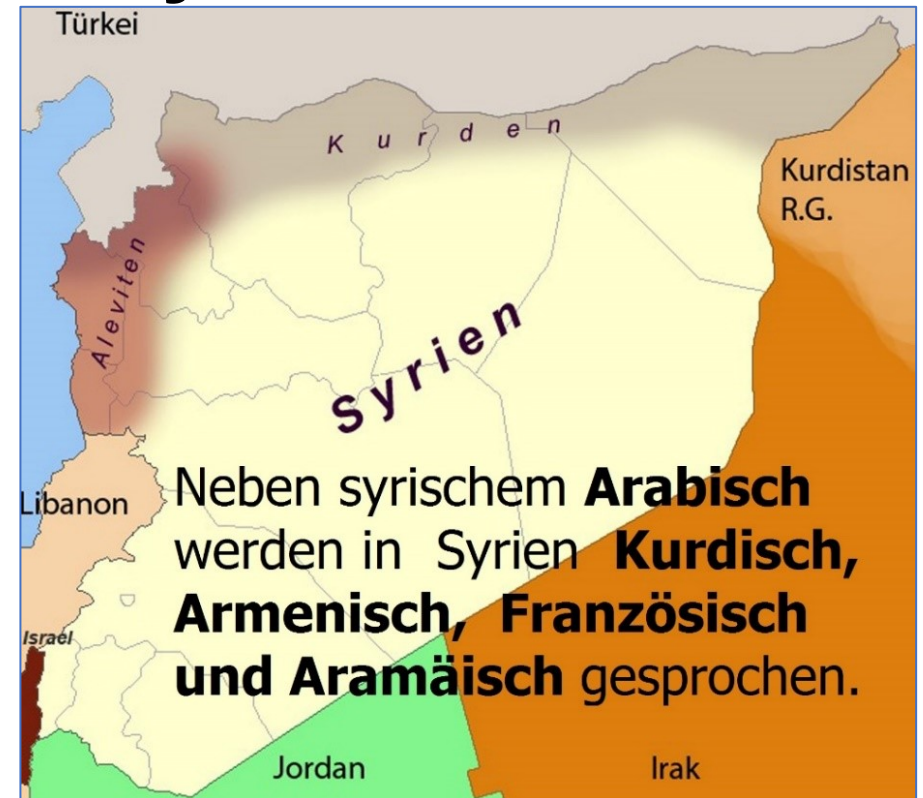 Türkei
Kurden
Kurdistan
R.G.
Aleviten
Syrien
Libanon
Neben syrischem Arabisch
werden in Syrien Kurdisch,
Armenisch, Französisch
und Aramäisch gesprochen.
Israel
Jordan
Irak